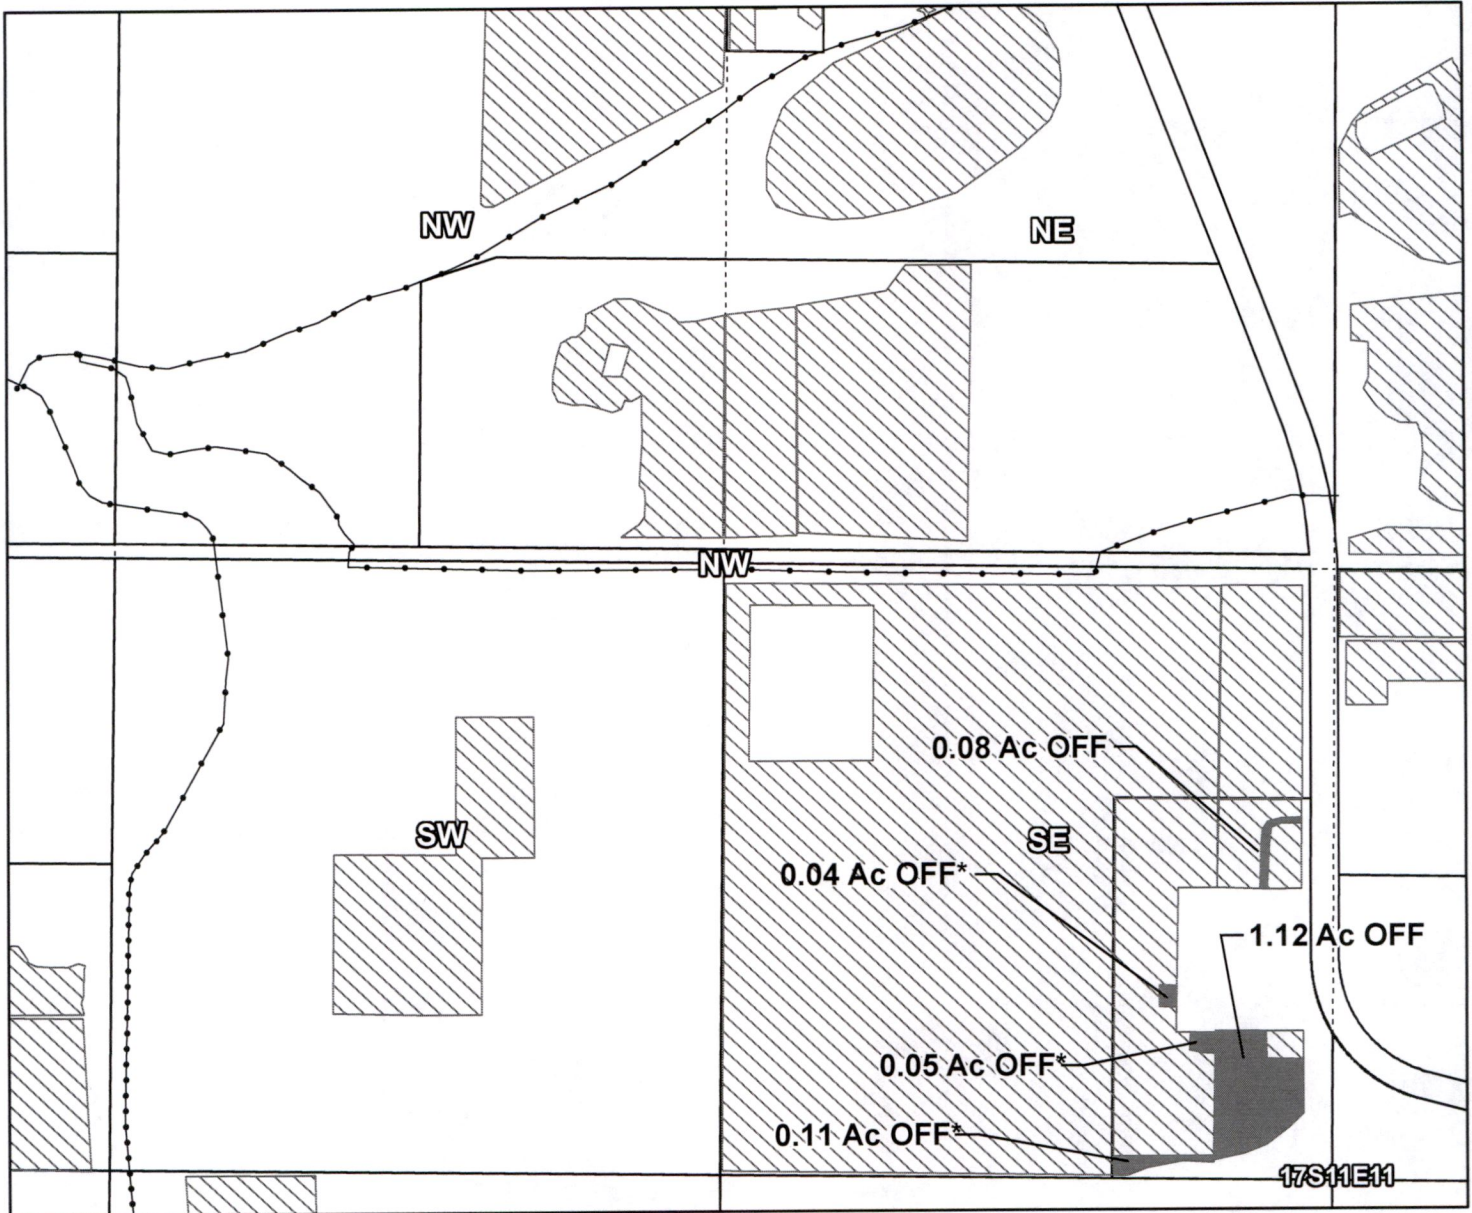 NW
NE
NW
0.08 Ac OFF
SW
SE
0.04 Ac OFF*
1.12 Ac OFF
0.05 Ac OFF*
0.11 Ac OFF*
17S11E11